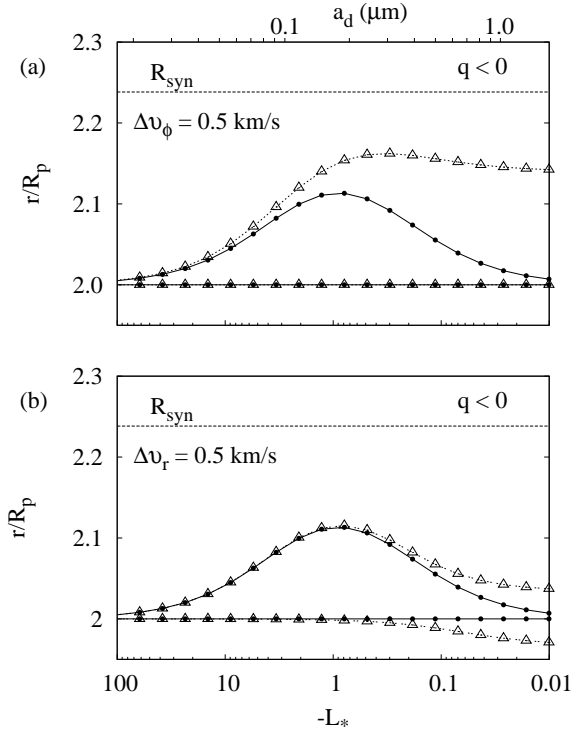 a_d (μm)
0.1 1.0
(a)
2.3
R_syn q < 0
2.2
Δυ_ϕ = 0.5 km/s
r/R_p
2.1
2.0
(b)
2.3
R_syn q < 0
2.2
Δυ_r = 0.5 km/s
r/R_p
2.1
2
100 10 1 0.1 0.01
-L_*